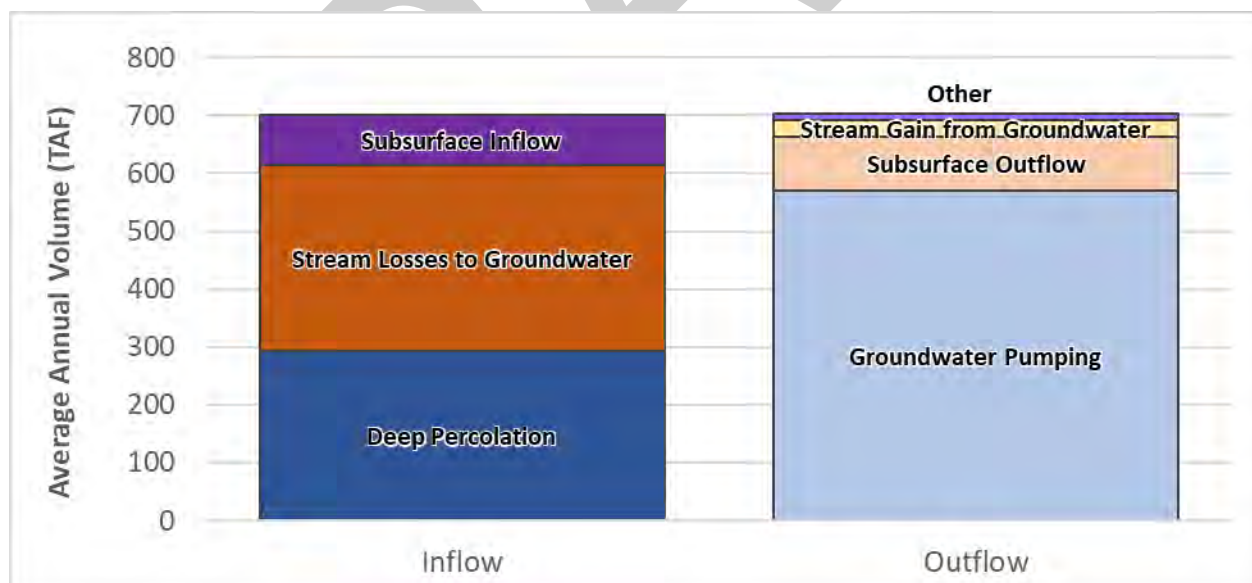 Average Annual Volume (TAF)
800
700
600
500
400
300
200
100
0
Subsurface Inflow
Stream Losses to Groundwater
Deep Percolation
Other
Stream Gain from Groundwater
Subsurface Outflow
Groundwater Pumping
Inflow
Outflow